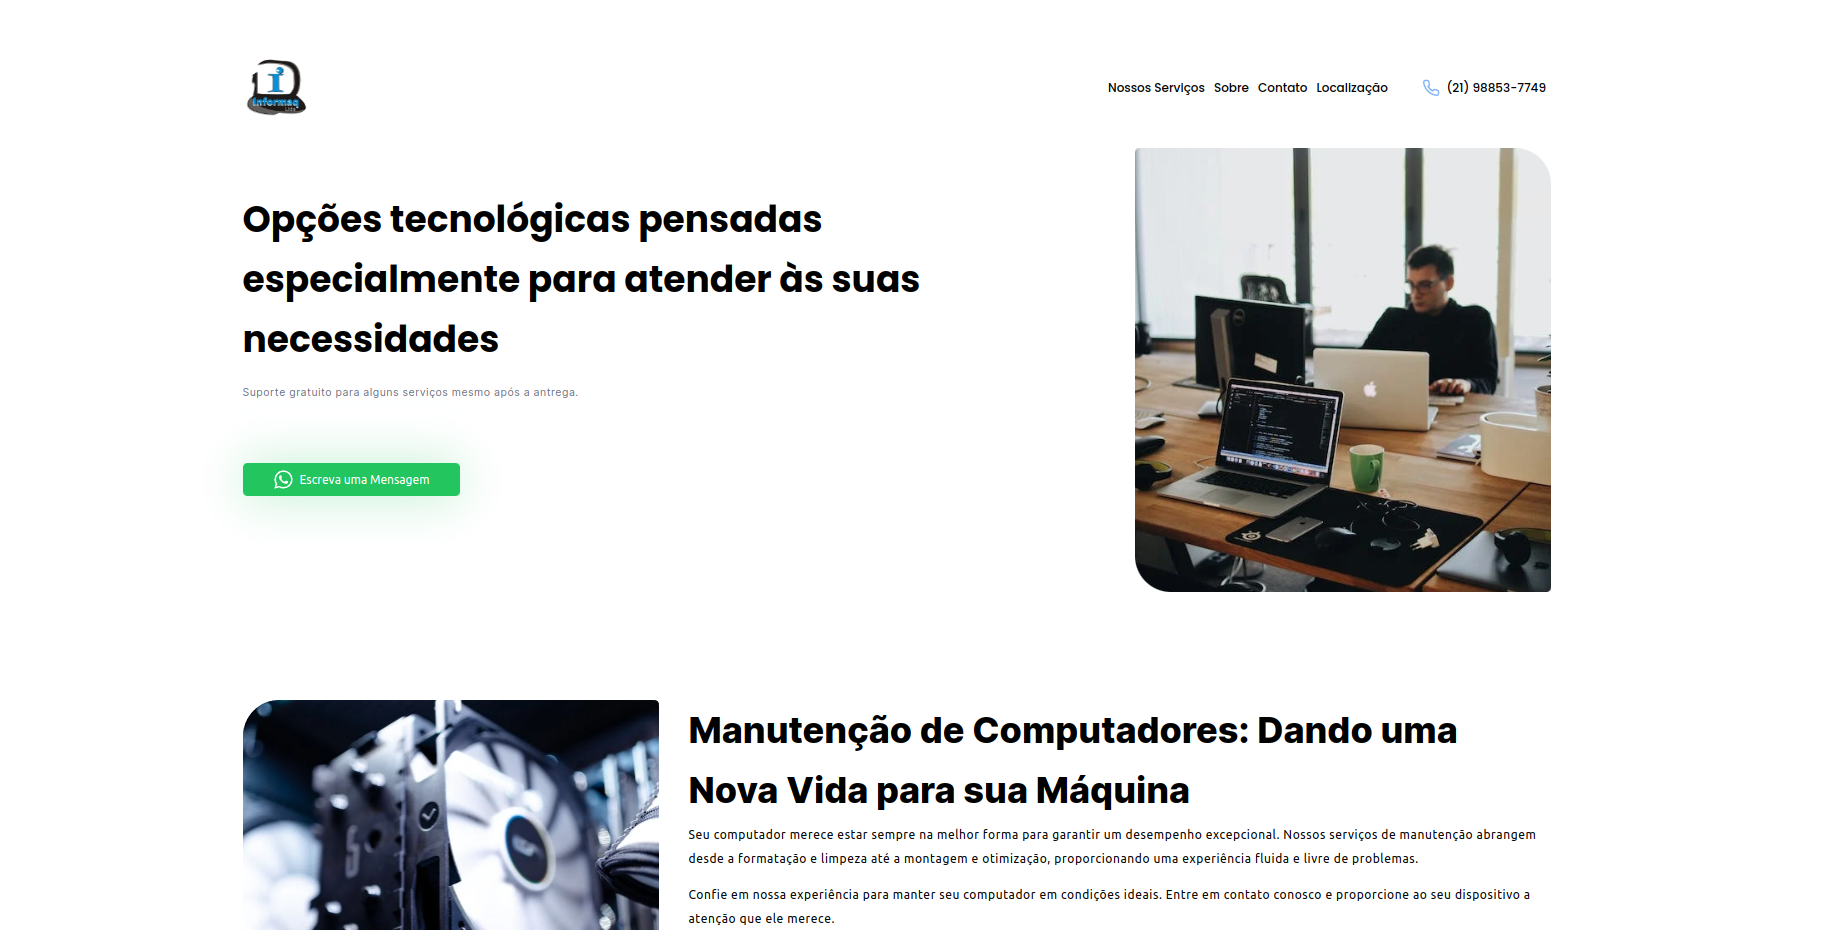 Informaq
Ltda
Nossos Serviços Sobre Contato Localização (21) 98853-7749
Opções tecnológicas pensadas
especialmente para atender às suas
necessidades
Suporte gratuito para alguns serviços mesmo após a antrega.
Escreva uma Mensagem
Manutenção de Computadores: Dando uma
Nova Vida para sua Máquina
Seu computador merece estar sempre na melhor forma para garantir um desempenho excepcional. Nossos serviços de manutenção abrangem
desde a formatação e limpeza até a montagem e otimização, proporcionando uma experiência fluida e livre de problemas.
Confie em nossa experiência para manter seu computador em condições ideais. Entre em contato conosco e proporcione ao seu dispositivo a
atenção que ele merece.